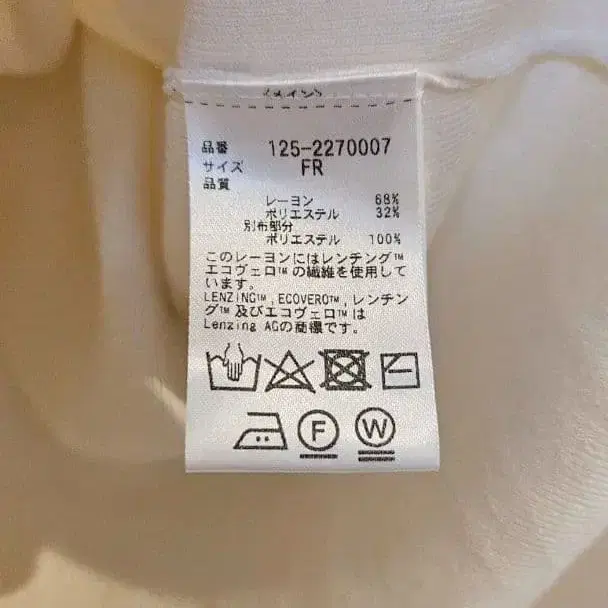 (メイン)
品番 125-2270007
サイズ FR
品質
レーヨン 68%
ポリエステル 32%
別布部分
ポリエステル 100%
このレーヨンにはレンチング™
エコヴェロ™の繊維を使用して
います。
LENZING™,ECOVERO™,レンチン
グ™及びエコヴェロ™は
Lenzing AGの商標です。
F W